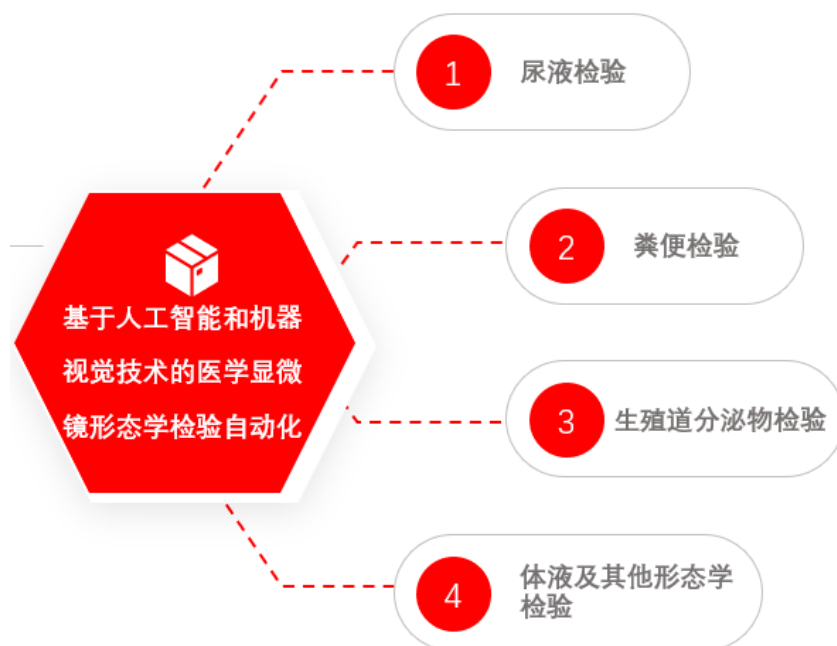 1
尿液检验
2
粪便检验
基于人工智能和机器
视觉技术的医学显微
镜形态学检验自动化
3
生殖道分泌物检验
4
体液及其他形态学
检验